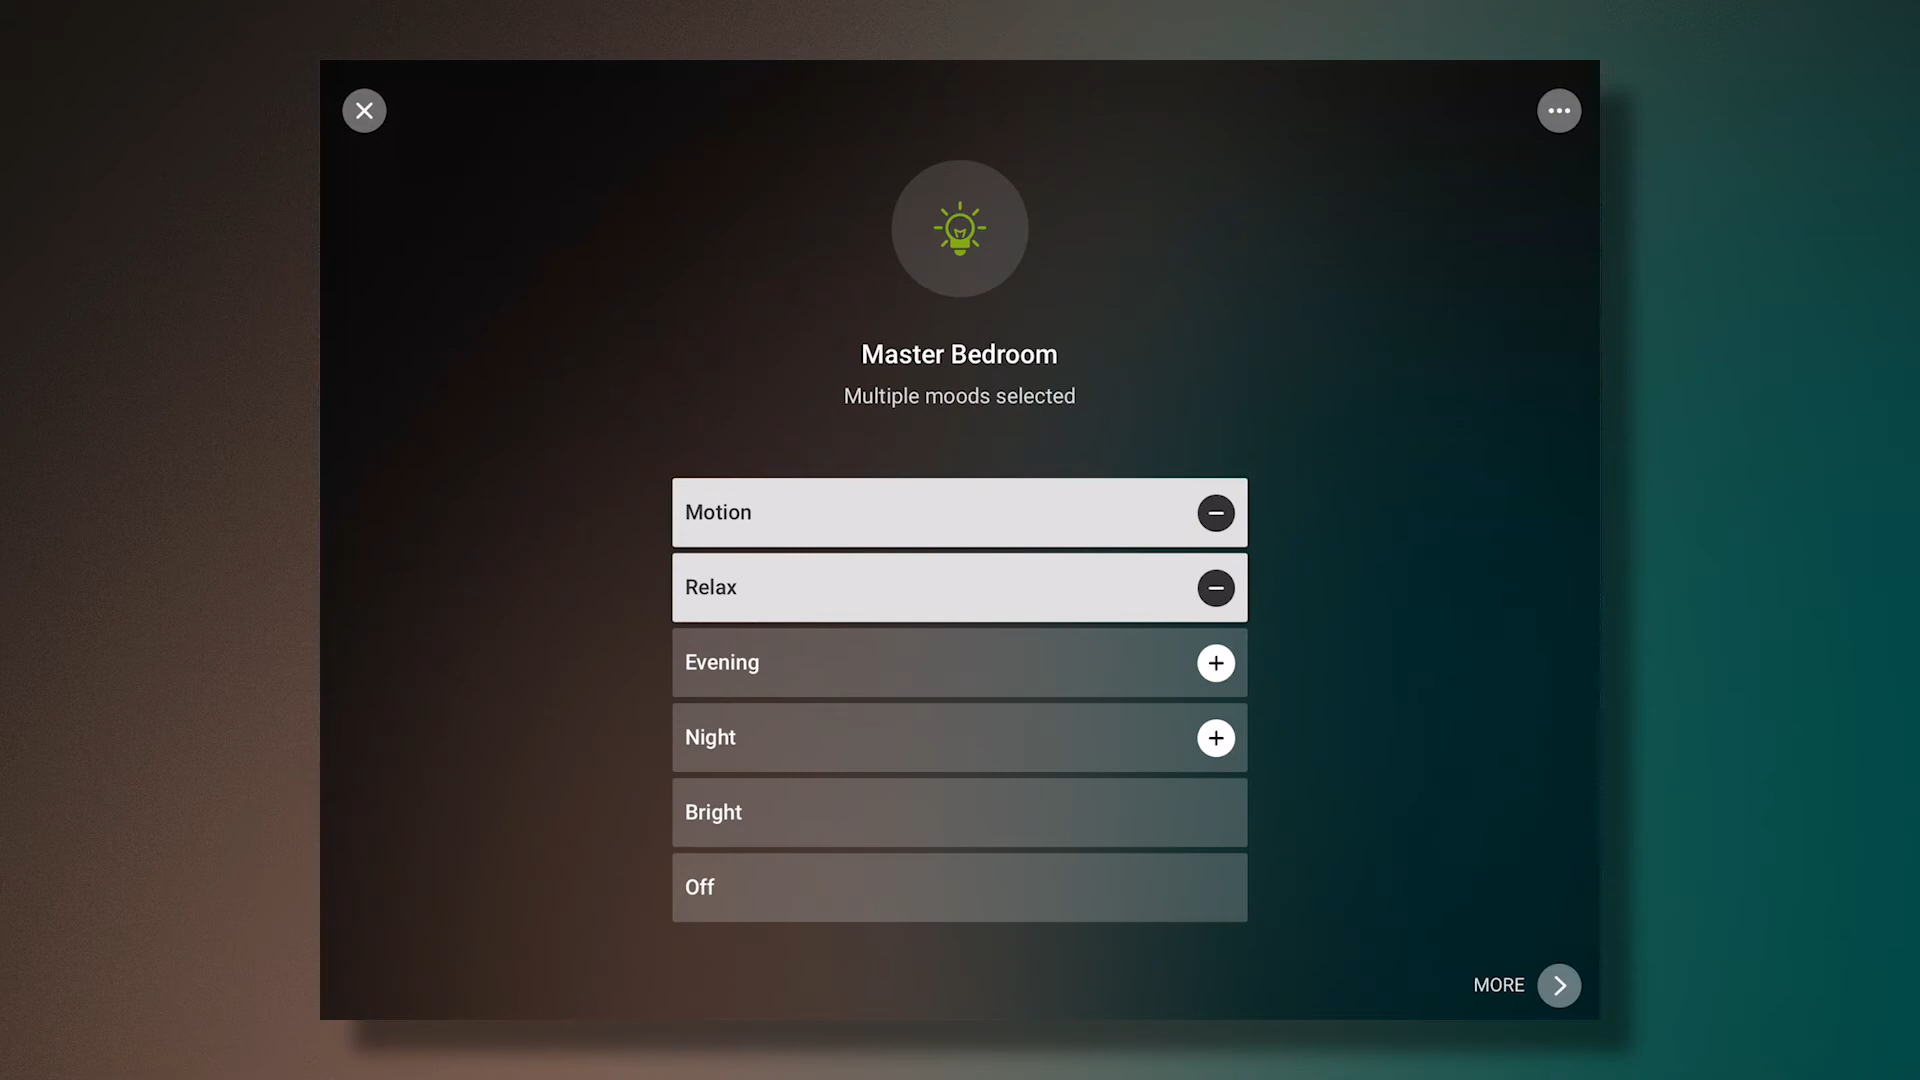 Master Bedroom
Multiple moods selected
Motion
Relax
Evening
Night
Bright
Off
MORE